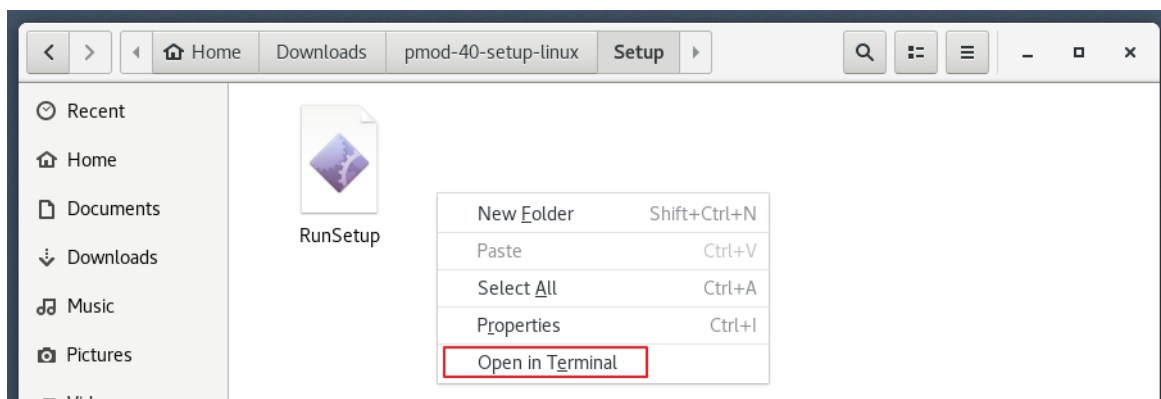 Home Downloads pmod-40-setup-linux Setup
Recent
Home
Documents
Downloads
Music
Pictures
RunSetup
New Folder Shift+Ctrl+N
Paste Ctrl+V
Select All Ctrl+A
Properties Ctrl+I
Open in Terminal